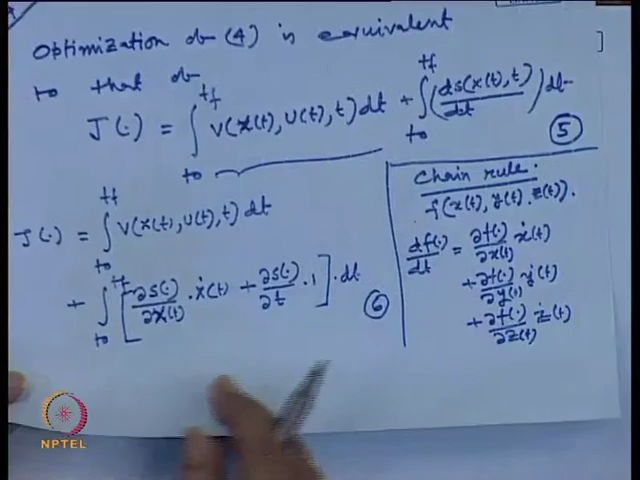 Optimization of (4) is equivalent
to that of
J(·) = ∫_{t0}^{tf} V(x(t), u(t), t) dt + ∫_{t0}^{tf} (ds(x(t), t)/dt) dt
(5)
J(·) = ∫_{t0}^{tf} V(x(t), u(t), t) dt
+ ∫_{t0}^{tf} [∂s(·)/∂x(t) · ẋ(t) + ∂s(·)/∂t · 1] · dt
(6)
Chain rule:
f(x(t), y(t), z(t)).
df(·)/dt = ∂f(·)/∂x(t) ẋ(t)
+ ∂f(·)/∂y(t) ẏ(t)
+ ∂f(·)/∂z(t) ż(t)
NPTEL